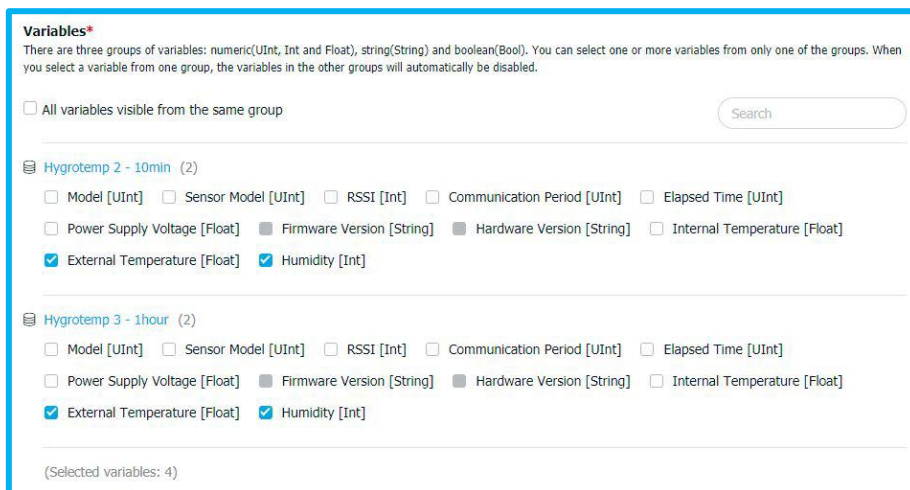 Variables*
There are three groups of variables: numeric(UInt, Int and Float), string(String) and boolean(Bool). You can select one or more variables from only one of the groups. When
you select a variable from one group, the variables in the other groups will automatically be disabled.
All variables visible from the same group
Search
Hygrotemp 2 - 10min (2)
Model [UInt] Sensor Model [UInt] RSSI [Int] Communication Period [UInt] Elapsed Time [UInt]
Power Supply Voltage [Float] Firmware Version [String] Hardware Version [String] Internal Temperature [Float]
External Temperature [Float] Humidity [Int]
Hygrotemp 3 - 1hour (2)
Model [UInt] Sensor Model [UInt] RSSI [Int] Communication Period [UInt] Elapsed Time [UInt]
Power Supply Voltage [Float] Firmware Version [String] Hardware Version [String] Internal Temperature [Float]
External Temperature [Float] Humidity [Int]
(Selected variables: 4)